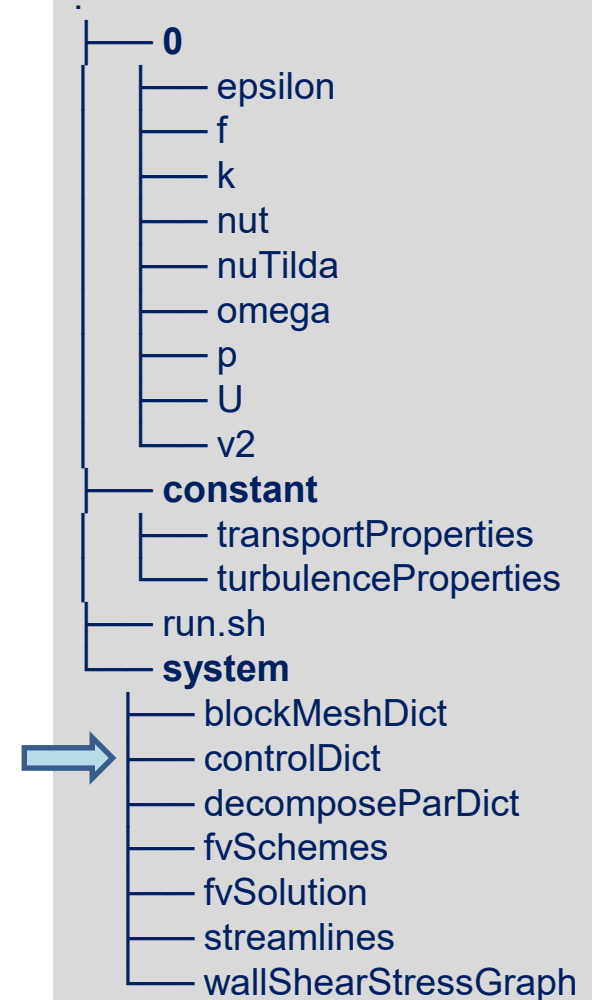 .
0
epsilon
f
k
nut
nuTilda
omega
p
U
v2
constant
transportProperties
turbulenceProperties
run.sh
system
blockMeshDict
controlDict
decomposeParDict
fvSchemes
fvSolution
streamlines
wallShearStressGraph